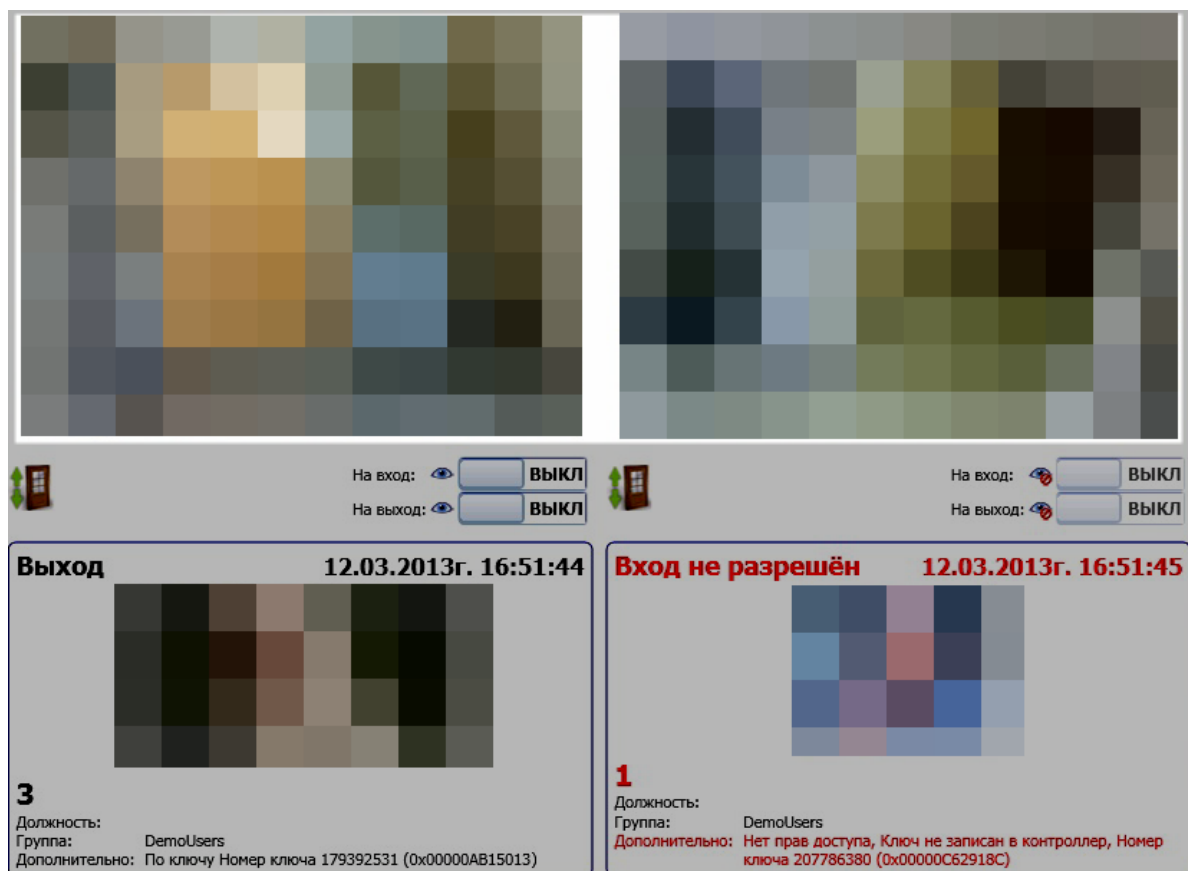 На вход: ВЫКЛ
На выход: ВЫКЛ
На вход: ВЫКЛ
На выход: ВЫКЛ
Выход 12.03.2013г. 16:51:44
3
Должность:
Группа: DemoUsers
Дополнительно: По ключу Номер ключа 179392531 (0x00000AB15013)
Вход не разрешён 12.03.2013г. 16:51:45
1
Должность:
Группа: DemoUsers
Дополнительно: Нет прав доступа, Ключ не записан в контроллер, Номер
ключа 207786380 (0x00000C62918C)